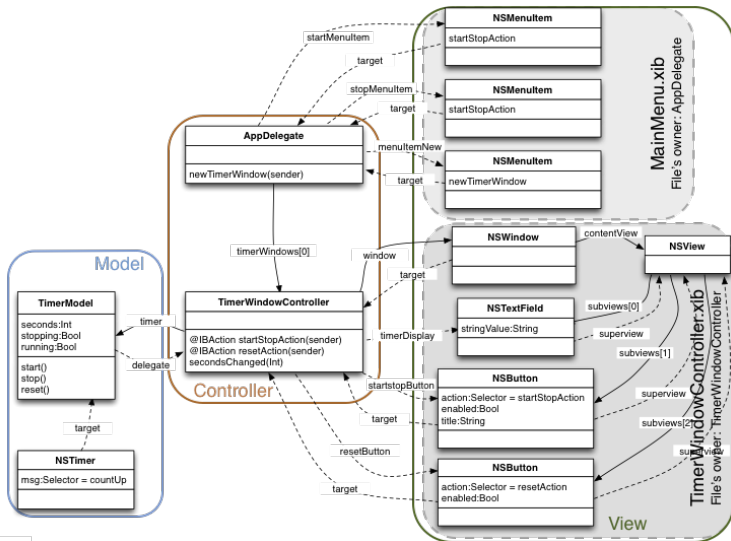 NSMenuItem
startStopAction
startMenuItem
target
stopMenuItem
NSMenuItem
startStopAction
target
AppDelegate
newTimerWindow(sender)
menuItemNew
target
NSMenuItem
newTimerWindow
MainMenu.xib
File's owner: AppDelegate
timerWindows[0]
window
target
NSWindow
contentView
NSView
Model
TimerModel
seconds:Int
stopping:Bool
running:Bool
start()
stop()
reset()
timer
delegate
TimerWindowController
@IBAction startStopAction(sender)
@IBAction resetAction(sender)
secondsChanged(Int)
Controller
timerDisplay
NSTextField
stringValue:String
subviews[0]
superview
subviews[1]
startstopButton
target
NSButton
action:Selector = startStopAction
enabled:Bool
title:String
superview
subviews[2]
superview
target
NSTimer
msg:Selector = countUp
resetButton
target
NSButton
action:Selector = resetAction
enabled:Bool
TimerWindowController.xib
File's owner: TimerWindowController
View